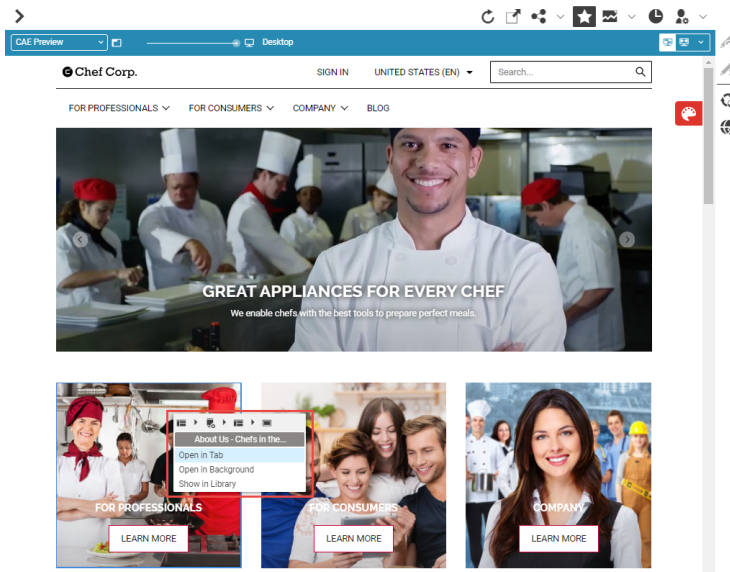 CAE Preview
Desktop
Chef Corp.
SIGN IN
UNITED STATES (EN)
Search...
FOR PROFESSIONALS
FOR CONSUMERS
COMPANY
BLOG
GREAT APPLIANCES FOR EVERY CHEF
We enable chefs with the best tools to prepare perfect meals.
About Us - Chefs in the...
Open in Tab
Open in Background
Show in Library
FOR PROFESSIONALS
FOR CONSUMERS
COMPANY
LEARN MORE
LEARN MORE
LEARN MORE